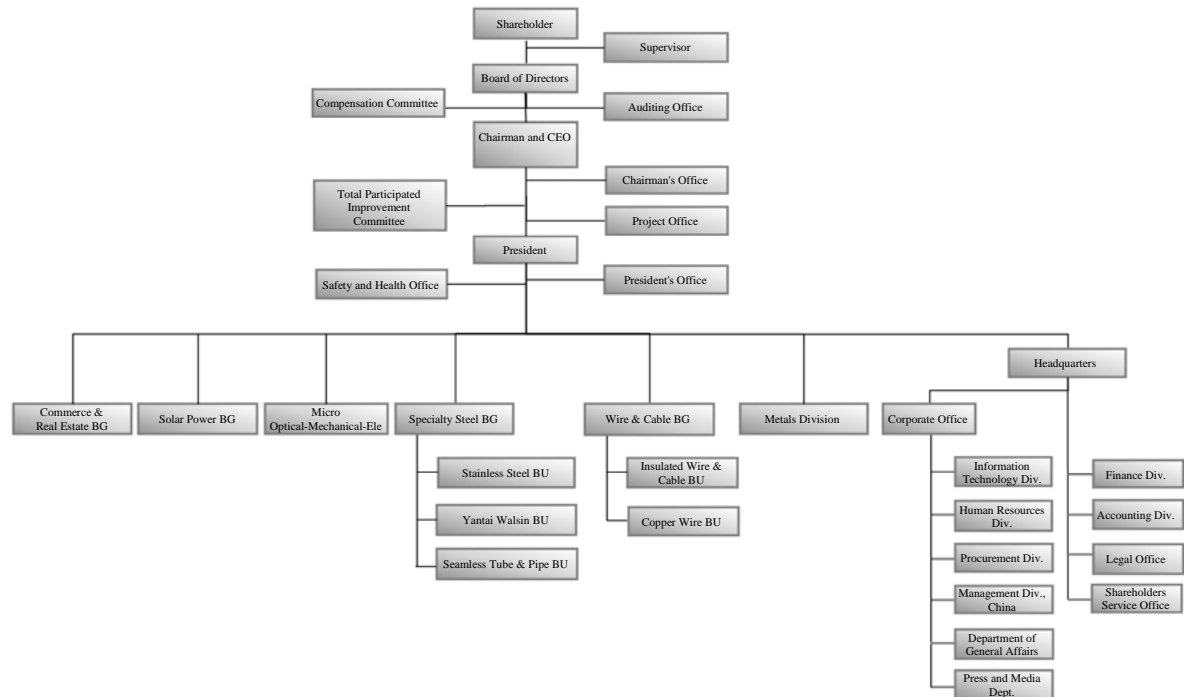 Shareholder
Supervisor
Board of Directors
Compensation Committee
Auditing Office
Chairman and CEO
Chairman's Office
Total Participated
Improvement
Committee
Project Office
President
Safety and Health Office
President's Office
Headquarters
Commerce &
Real Estate BG
Solar Power BG
Micro
Optical-Mechanical-Ele
Specialty Steel BG
Wire & Cable BG
Metals Division
Corporate Office
Stainless Steel BU
Yantai Walsin BU
Seamless Tube & Pipe BU
Insulated Wire &
Cable BU
Copper Wire BU
Information
Technology Div.
Human Resources
Div.
Procurement Div.
Management Div.,
China
Department of
General Affairs
Press and Media
Dept.
Finance Div.
Accounting Div.
Legal Office
Shareholders
Service Office